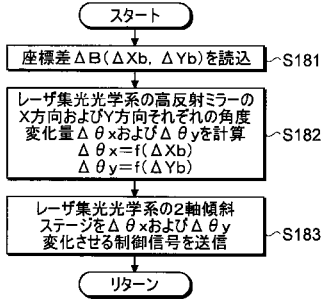 スタート
座標差ΔB(ΔXb, ΔYb)を読込
S181
レーザ集光光学系の高反射ミラーの
X方向およびY方向それぞれの角度
変化量ΔθxおよびΔθyを計算
Δθx=f(ΔXb)
Δθy=f(ΔYb)
S182
レーザ集光光学系の2軸傾斜
ステージをΔθxおよびΔθy
変化させる制御信号を送信
S183
リターン